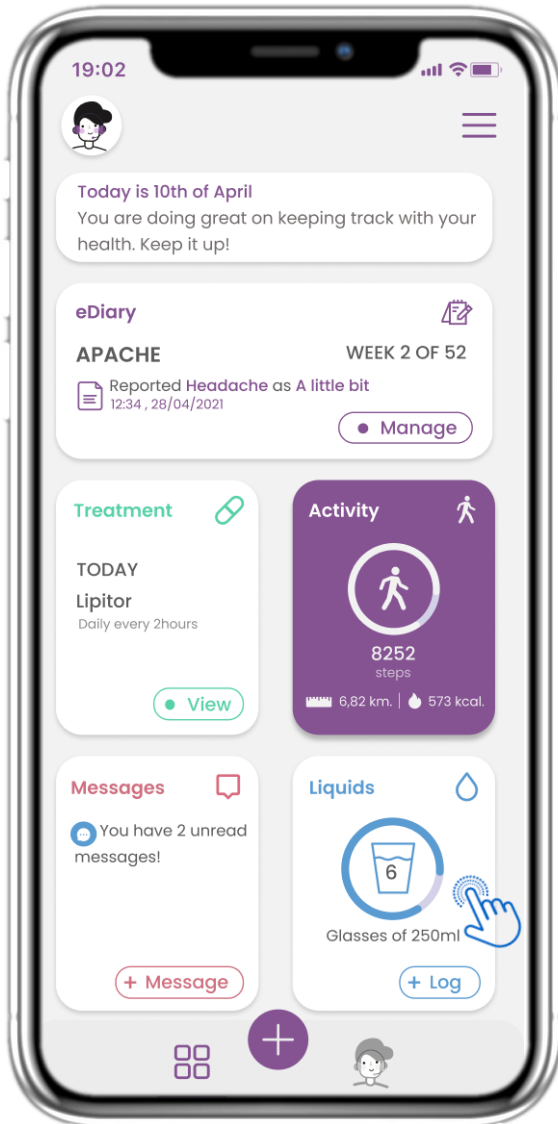 19:02
Today is 10th of April
You are doing great on keeping track with your
health. Keep it up!
eDiary
APACHE
WEEK 2 OF 52
Reported Headache as A little bit
12:34 , 28/04/2021
Manage
Treatment
TODAY
Lipitor
Daily every 2hours
View
Activity
8252
steps
6,82 km. | 573 kcal.
Messages
You have 2 unread
messages!
+ Message
Liquids
6
Glasses of 250ml
+ Log